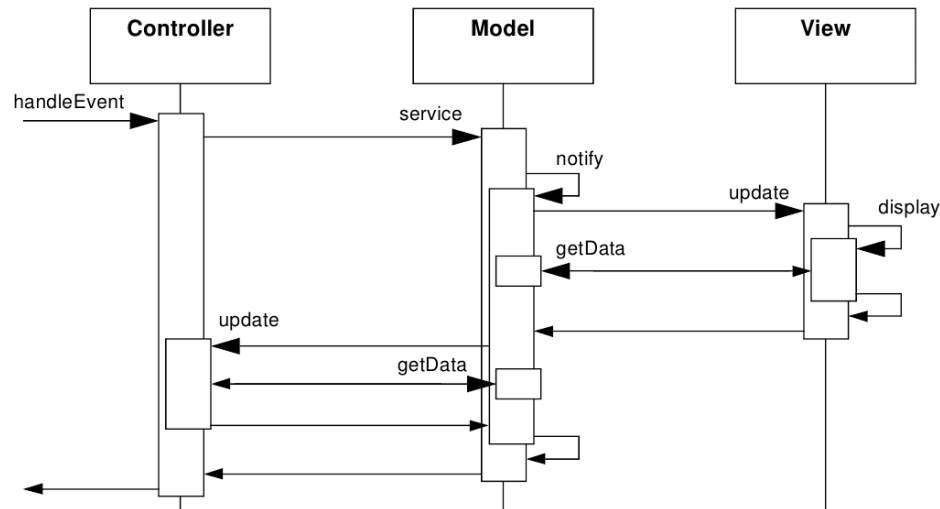 Controller
Model
View
handleEvent
service
notify
update
display
getData
update
getData